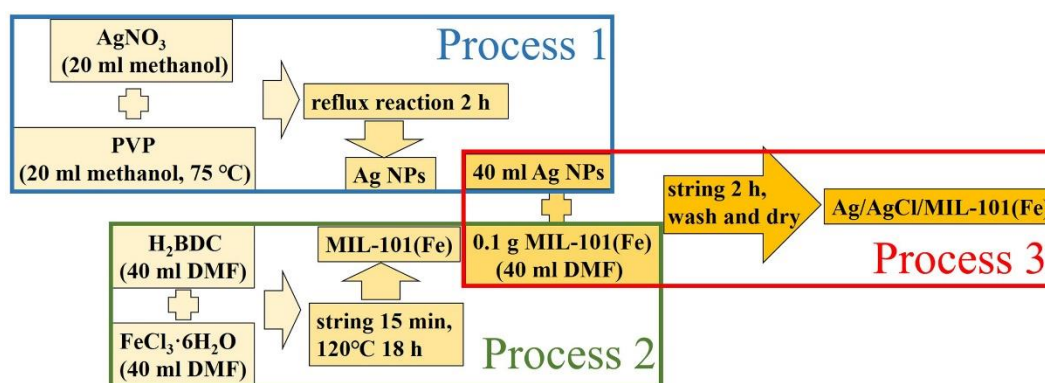 AgNO₃
(20 ml methanol)
PVP
(20 ml methanol, 75 ℃)
reflux reaction 2 h
Ag NPs
Process 1
40 ml Ag NPs
H₂BDC
(40 ml DMF)
FeCl₃·6H₂O
(40 ml DMF)
MIL-101(Fe)
string 15 min,
120℃ 18 h
0.1 g MIL-101(Fe)
(40 ml DMF)
Process 2
string 2 h,
wash and dry
Ag/AgCl/MIL-101(Fe)
Process 3